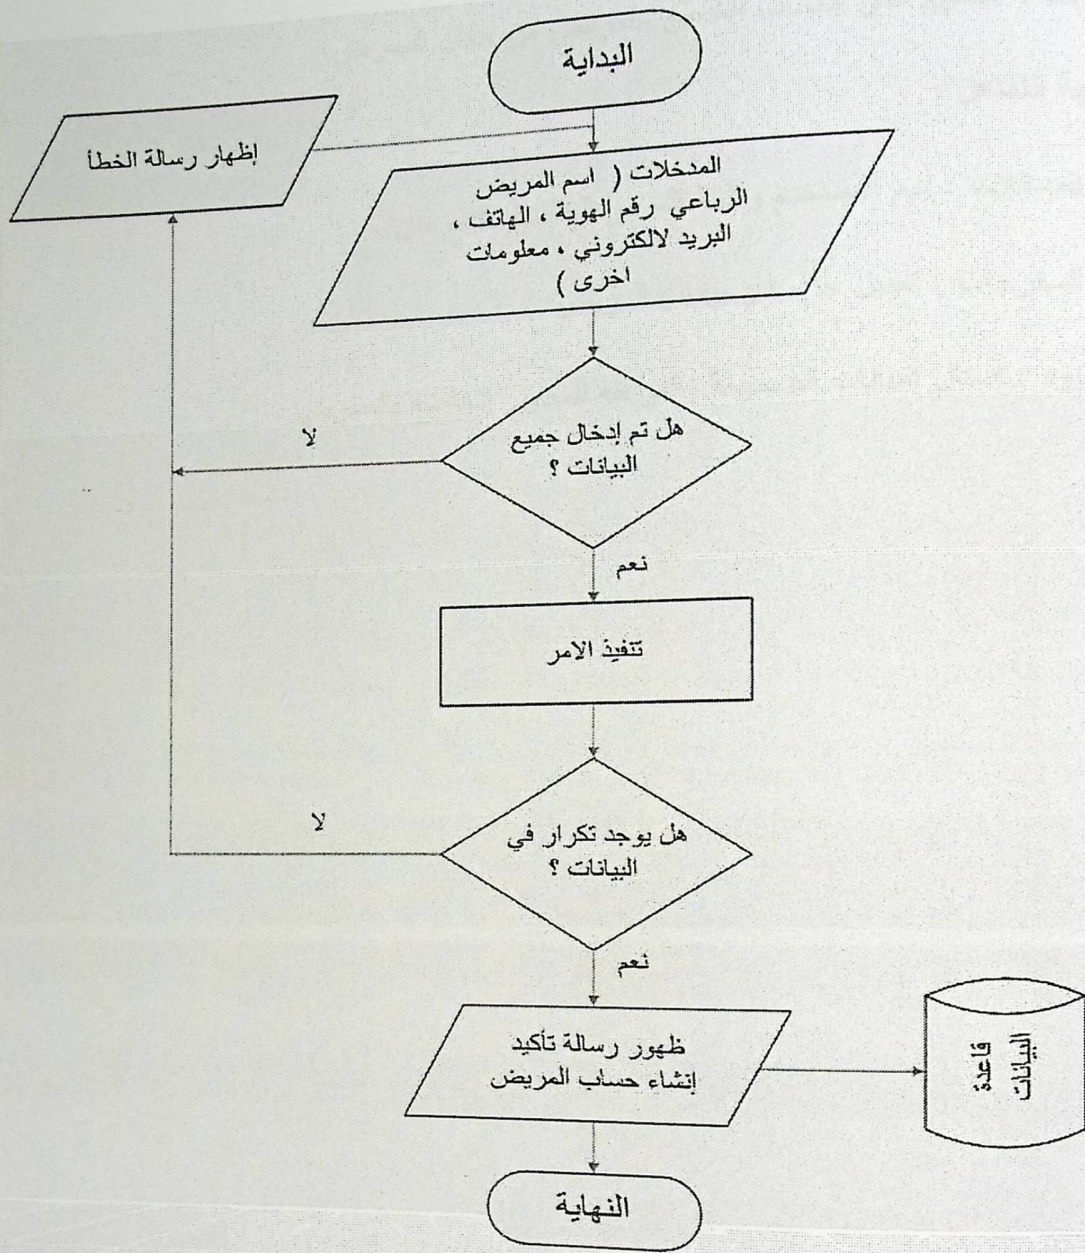 البداية
إظهار رسالة الخطأ
المدخلات ( اسم المريض
الرباعي رقم الهوية ، الهاتف ،
البريد لالكتروني ، معلومات
اخرى )
هل تم إدخال جميع
البيانات ؟
لا
نعم
تنفيذ الامر
هل يوجد تكرار في
البيانات ؟
لا
نعم
ظهور رسالة تأكيد
إنشاء حساب المريض
قاعدة
البيانات
النهاية